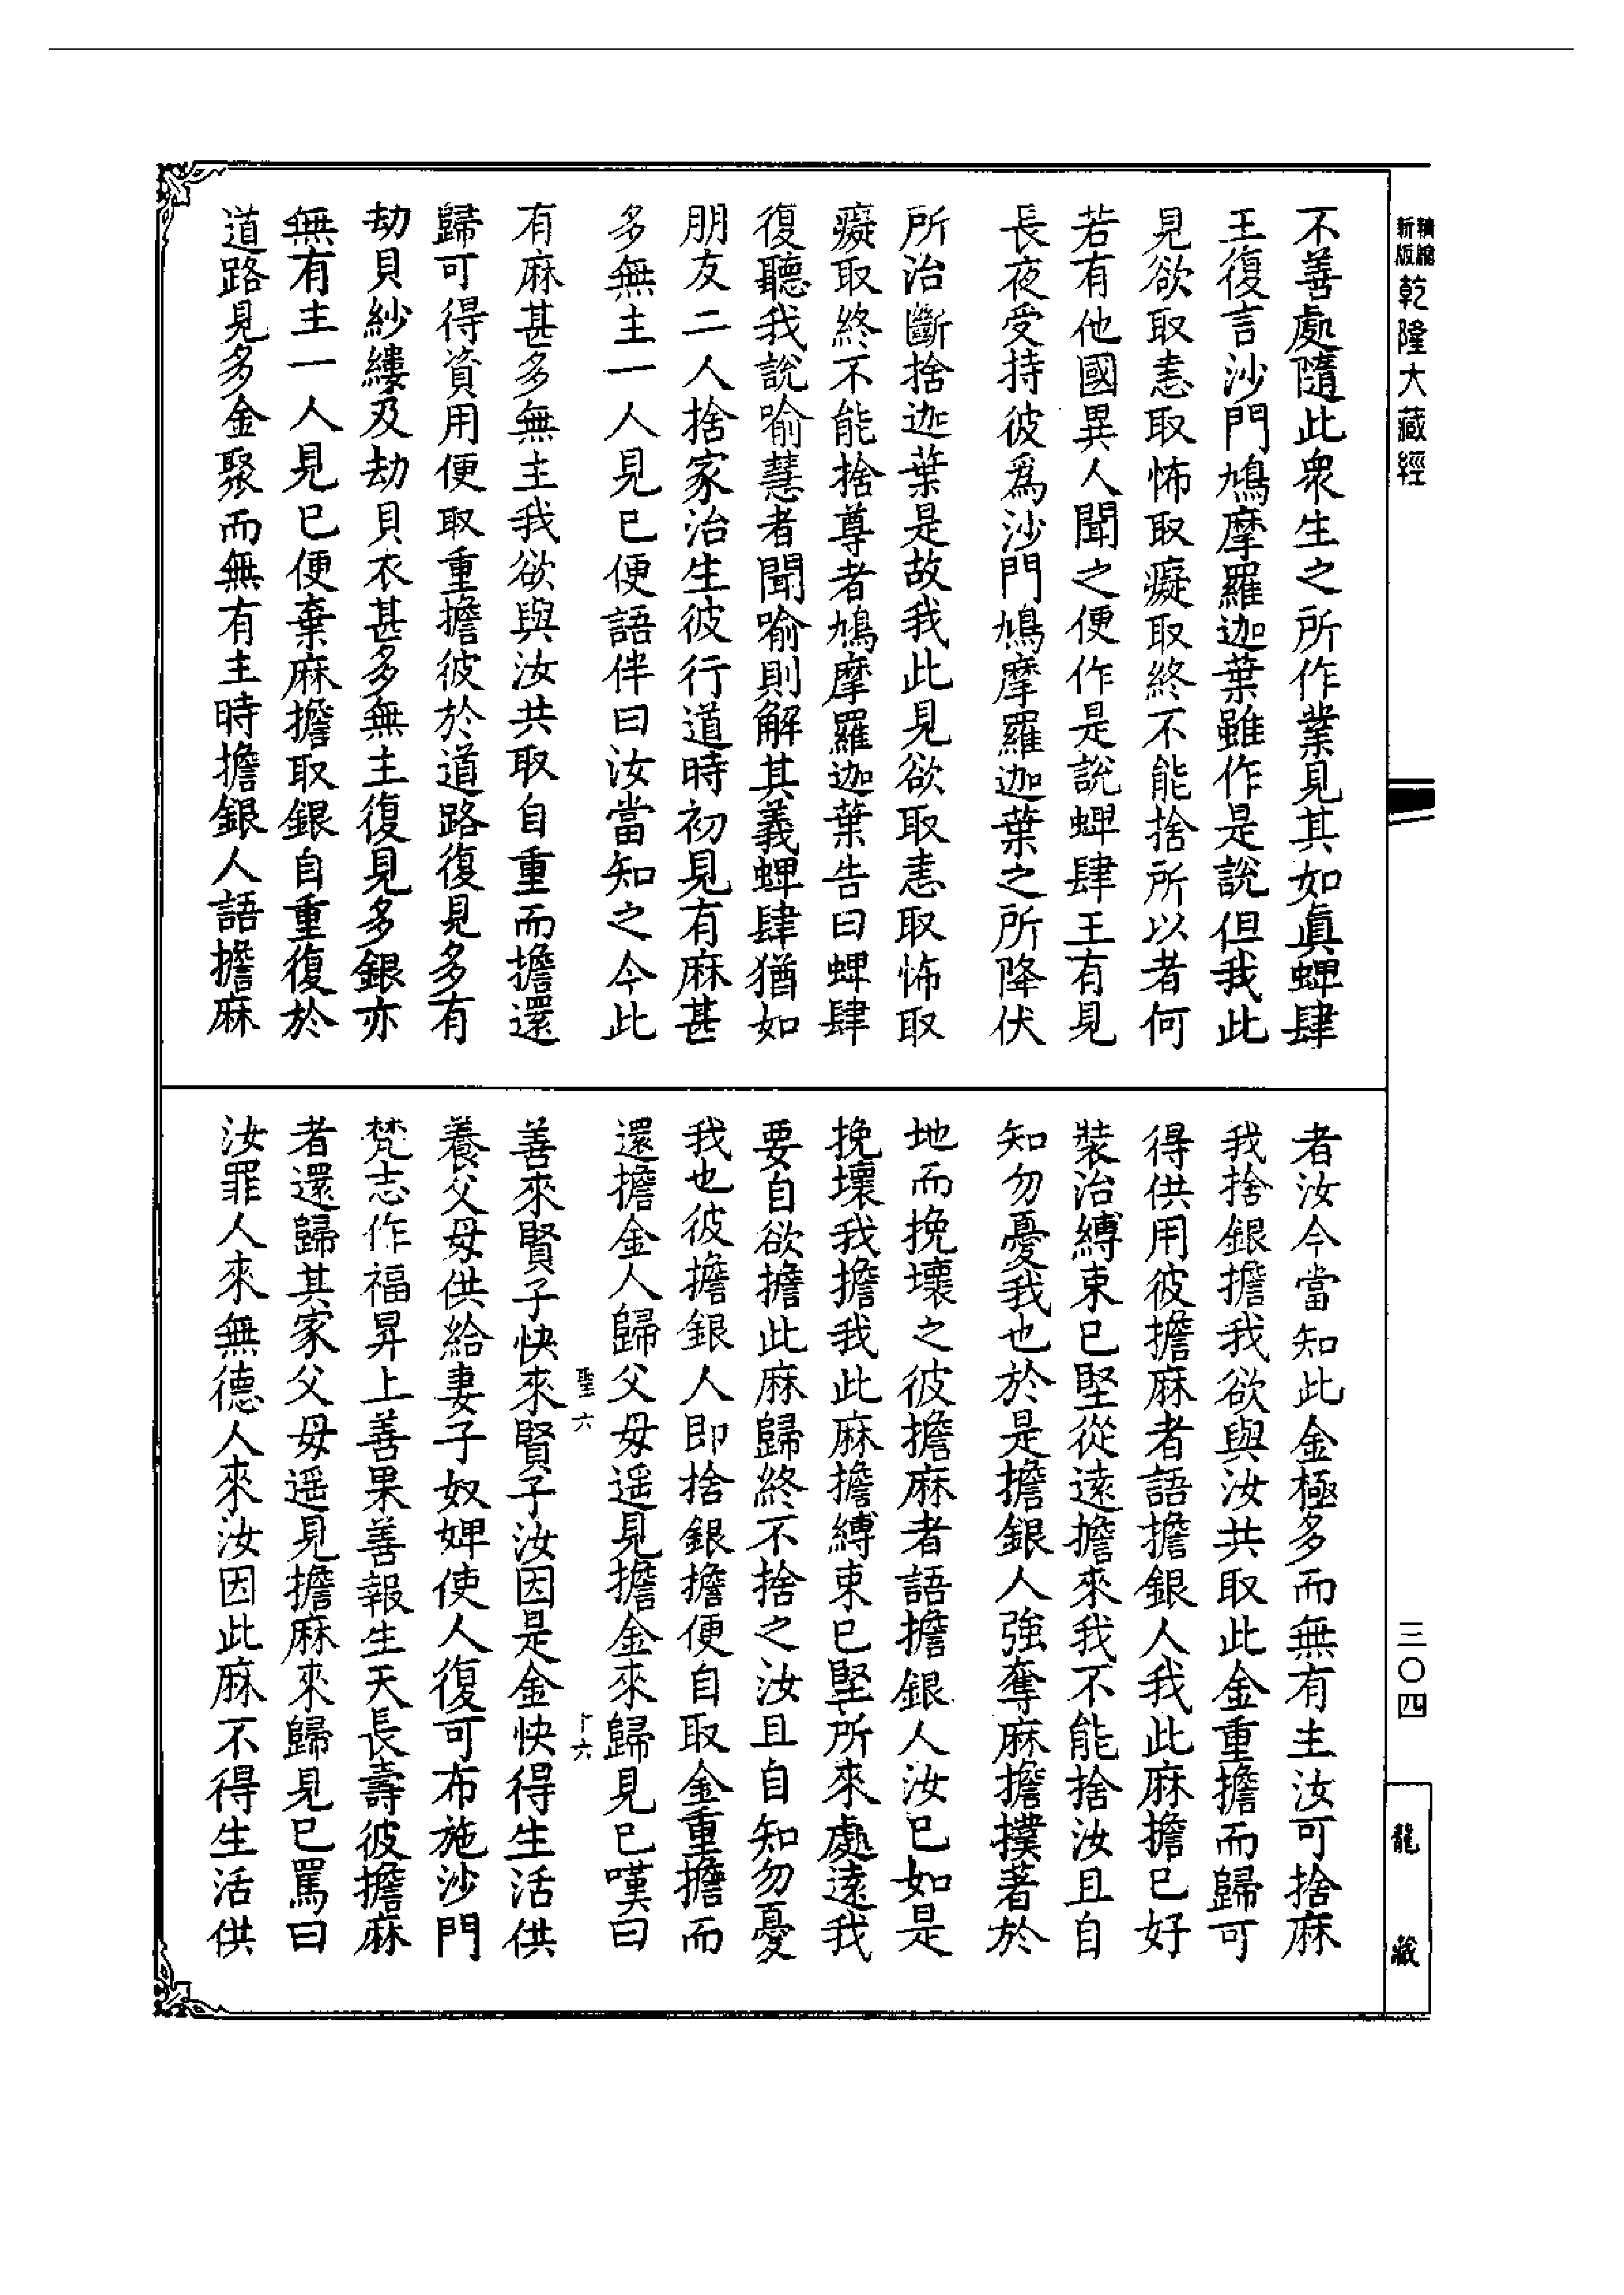 精縮
新版
乾隆大藏經
不善處隨此衆生之所作業見其如眞蜱肆
王復言沙門鳩摩羅迦葉雖作是說但我此
見欲取恚取怖取癡取終不能捨所以者何
若有他國異人聞之便作是說蜱肆王有見
長夜受持彼爲沙門鳩摩羅迦葉之所降伏
所治斷捨迦葉是故我此見欲取恚取怖取
癡取終不能捨尊者鳩摩羅迦葉告曰蜱肆
復聽我說喻慧者聞喻則解其義蜱肆猶如
朋友二人捨家治生彼行道時初見有麻甚
多無主一人見已便語伴曰汝當知之今此
有麻甚多無主我欲與汝共取自重而擔還
歸可得資用便取重擔彼於道路復見多有
劫貝紗縷及劫貝衣甚多無主復見多銀亦
無有主一人見已便棄麻擔取銀自重復於
道路見多金聚而無有主時擔銀人語擔麻
者汝今當知此金極多而無有主汝可捨麻
我捨銀擔我欲與汝共取此金重擔而歸可
得供用彼擔麻者語擔銀人我此麻擔已好
裝治縛束已堅從遠擔來我不能捨汝且自
知勿憂我也於是擔銀人強奪麻擔撲著於
地而挽壞之彼擔麻者語擔銀人汝已如是
挽壞我擔我此麻擔縛束已堅所來處遠我
要自欲擔此麻歸終不捨之汝且自知勿憂
我也彼擔銀人即捨銀擔便自取金重擔而
還擔金人歸父母遥見擔金來歸見已嘆曰
聖六
十六
善來賢子快來賢子汝因是金快得生活供
養父母供給妻子奴婢使人復可布施沙門
梵志作福昇上善果善報生天長壽彼擔麻
者還歸其家父母遥見擔麻來歸見已罵曰
汝罪人來無德人來汝因此麻不得生活供
三〇四
龍藏